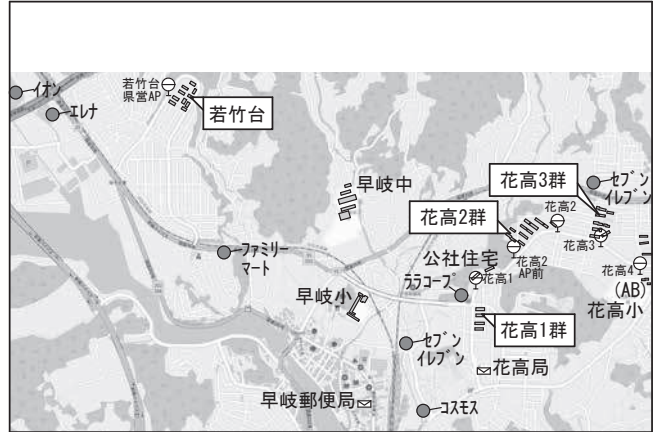 イオン
エレナ
若竹台
県営AP
若竹台
早岐中
花高3群
セブン
イレブン
花高2群
花高2
花高3
公社住宅
花高2
AP前
花高1
花高4
(AB)
花高小
ファミリー
マート
ララコープ
早岐小
花高1群
セブン
イレブン
花高局
早岐郵便局
コスモス